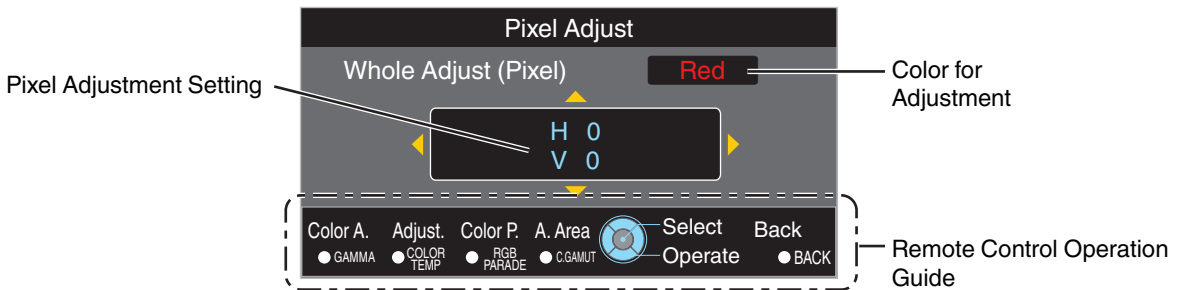 Pixel Adjust
Whole Adjust (Pixel) Red
Pixel Adjustment Setting
Color for
Adjustment
H 0
V 0
Color A. Adjust. Color P. A. Area Select Back
GAMMA COLOR TEMP RGB PARADE C.GAMUT Operate BACK
Remote Control Operation
Guide